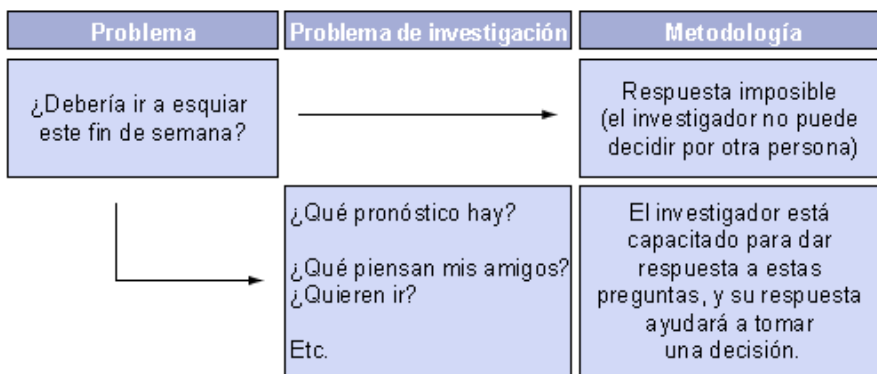 Problema
Problema de investigación
Metodología
¿Debería ir a esquiar
este fin de semana?
Respuesta imposible
(el investigador no puede
decidir por otra persona)
¿Qué pronóstico hay?
¿Qué piensan mis amigos?
¿Quieren ir?
Etc.
El investigador está
capacitado para dar
respuesta a estas
preguntas, y su respuesta
ayudará a tomar
una decisión.